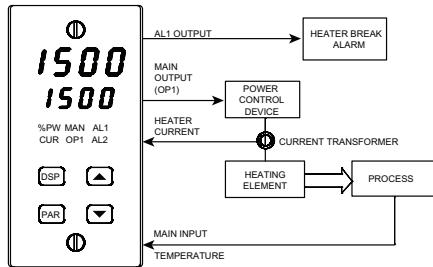 1500
1500
%PW MAN AL1
CUR OP1 AL2
DSP
PAR
AL1 OUTPUT
HEATER BREAK
ALARM
MAIN
OUTPUT
(OP1)
POWER
CONTROL
DEVICE
HEATER
CURRENT
CURRENT TRANSFORMER
HEATING
ELEMENT
PROCESS
MAIN INPUT
TEMPERATURE